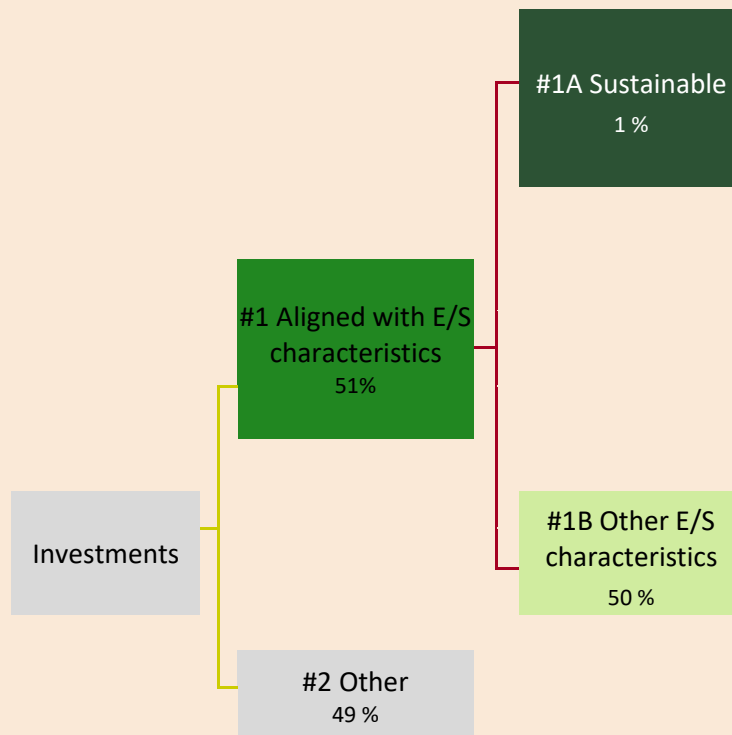 #1A Sustainable
1 %
#1 Aligned with E/S
characteristics
51%
Investments
#1B Other E/S
characteristics
50 %
#2 Other
49 %